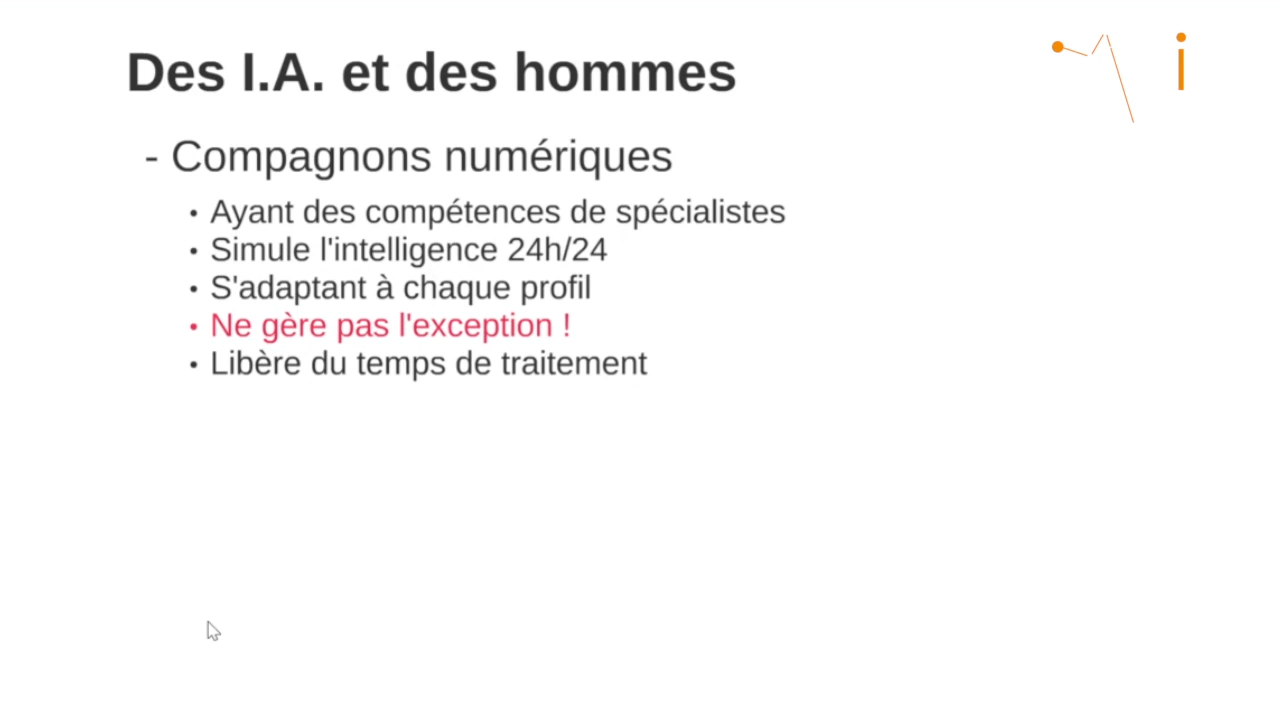 Des I.A. et des hommes
- Compagnons numériques
• Ayant des compétences de spécialistes
• Simule l'intelligence 24h/24
• S'adaptant à chaque profil
• Ne gère pas l'exception !
• Libère du temps de traitement